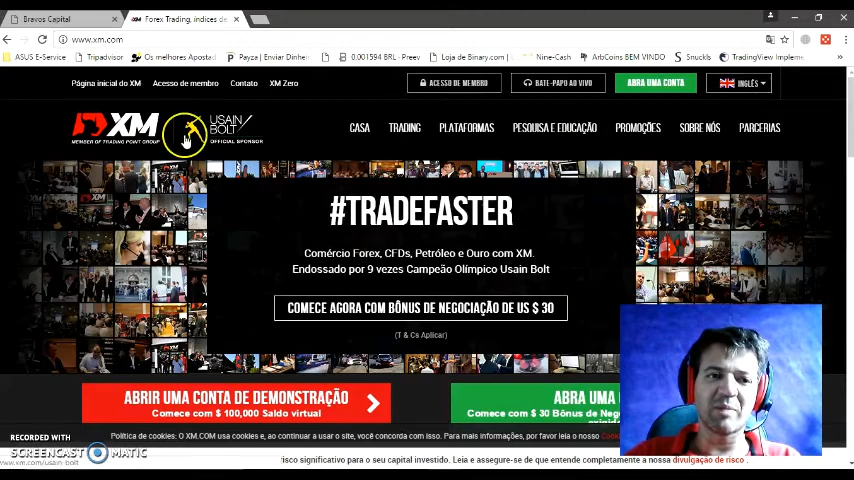 Bravos Capital
Forex Trading, índices de
www.xm.com
ASUS E-Service
Tripadvisor
Os melhores Apostad
Payza | Enviar Dinhei
0.001594 BRL - Preev
Loja de Binary.com | L
Nine-Cash
ArbCoins BEM VINDO
Snuckls
TradingView Impleme
Página inicial do XM
Acesso de membro
Contato
XM Zero
ACESSO DE MEMBRO
BATE-PAPO AO VIVO
ABRA UMA CONTA
INGLÊS
XM
MEMBER OF TRADING POINT GROUP
USAIN
BOLT
OFFICIAL SPONSOR
CASA
TRADING
PLATAFORMAS
PESQUISA E EDUCAÇÃO
PROMOÇÕES
SOBRE NÓS
PARCERIAS
#TRADEFASTER
Comércio Forex, CFDs, Petróleo e Ouro com XM.
Endossado por 9 vezes Campeão Olímpico Usain Bolt
COMECE AGORA COM BÔNUS DE NEGOCIAÇÃO DE US $ 30
(T & Cs Aplicar)
ABRIR UMA CONTA DE DEMONSTRAÇÃO
Comece com $ 100,000 Saldo virtual
ABRA UMA
Comece com $ 30 Bônus de Neg
Política de cookies: O XM.COM usa cookies e, ao continuar a usar o site, você concorda com isso. Para mais informações, por favor leia o nosso Cook
risco significativo para o seu capital investido. Leia e assegure-se de que entende completamente a nossa divulgação de risco .
RECORDED WITH
SCREENCAST MATIC
www.xm.com/usain-bolt